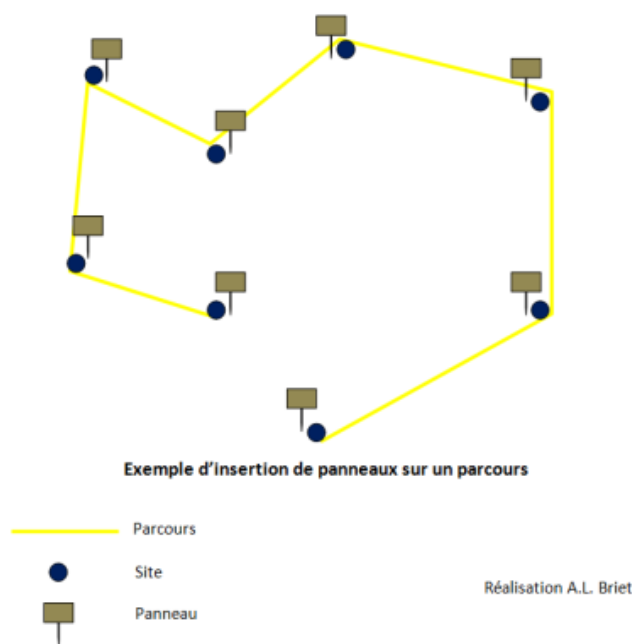 Exemple d'insertion de panneaux sur un parcours
Parcours
Site
Réalisation A.L. Briet
Panneau